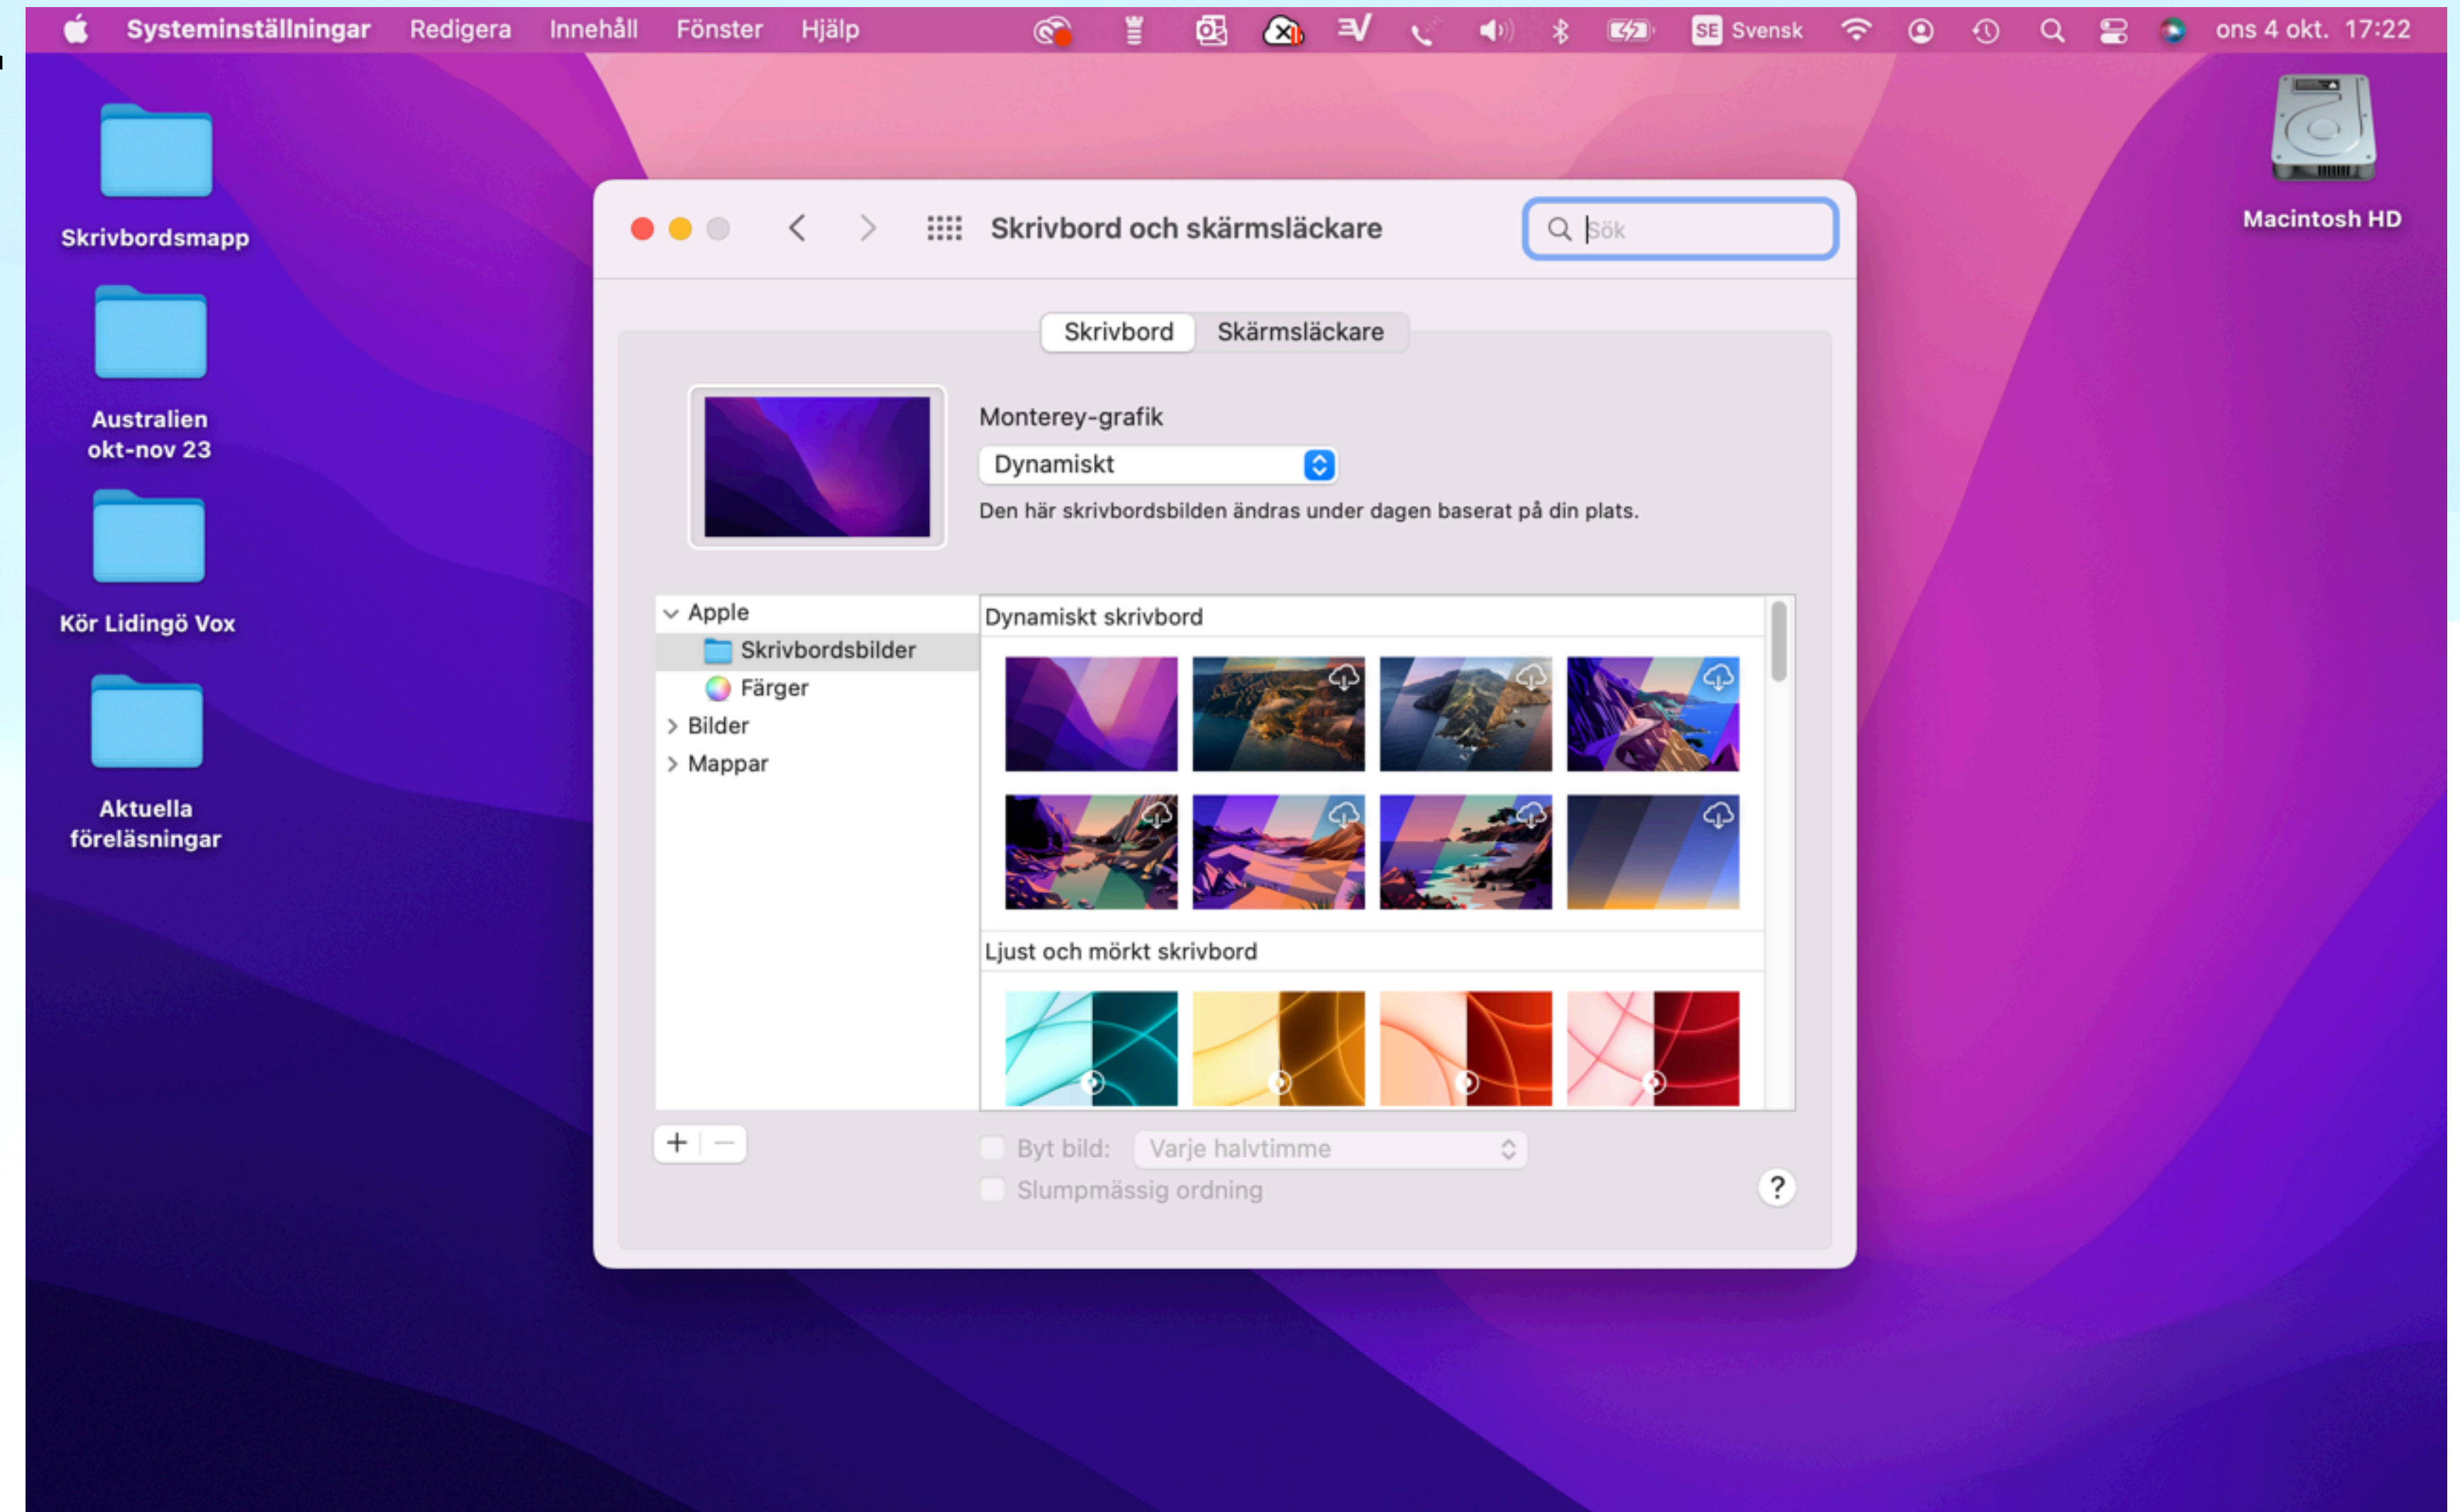 Systeminställningar Redigera Innehåll Fönster Hjälp SE Svensk ons 4 okt. 17:22
Skrivbordsmapp
Australien
okt-nov 23
Kör Lidingö Vox
Aktuella
föreläsningar
Macintosh HD
Skrivbord och skärmsläckare
Sök
Skrivbord Skärmsläckare
Monterey-grafik
Dynamiskt
Den här skrivbordsbilden ändras under dagen baserat på din plats.
Apple
Skrivbordsbilder
Färger
Bilder
Mappar
Dynamiskt skrivbord
Ljust och mörkt skrivbord
+ −
Byt bild: Varje halvtimme
Slumpmässig ordning
?